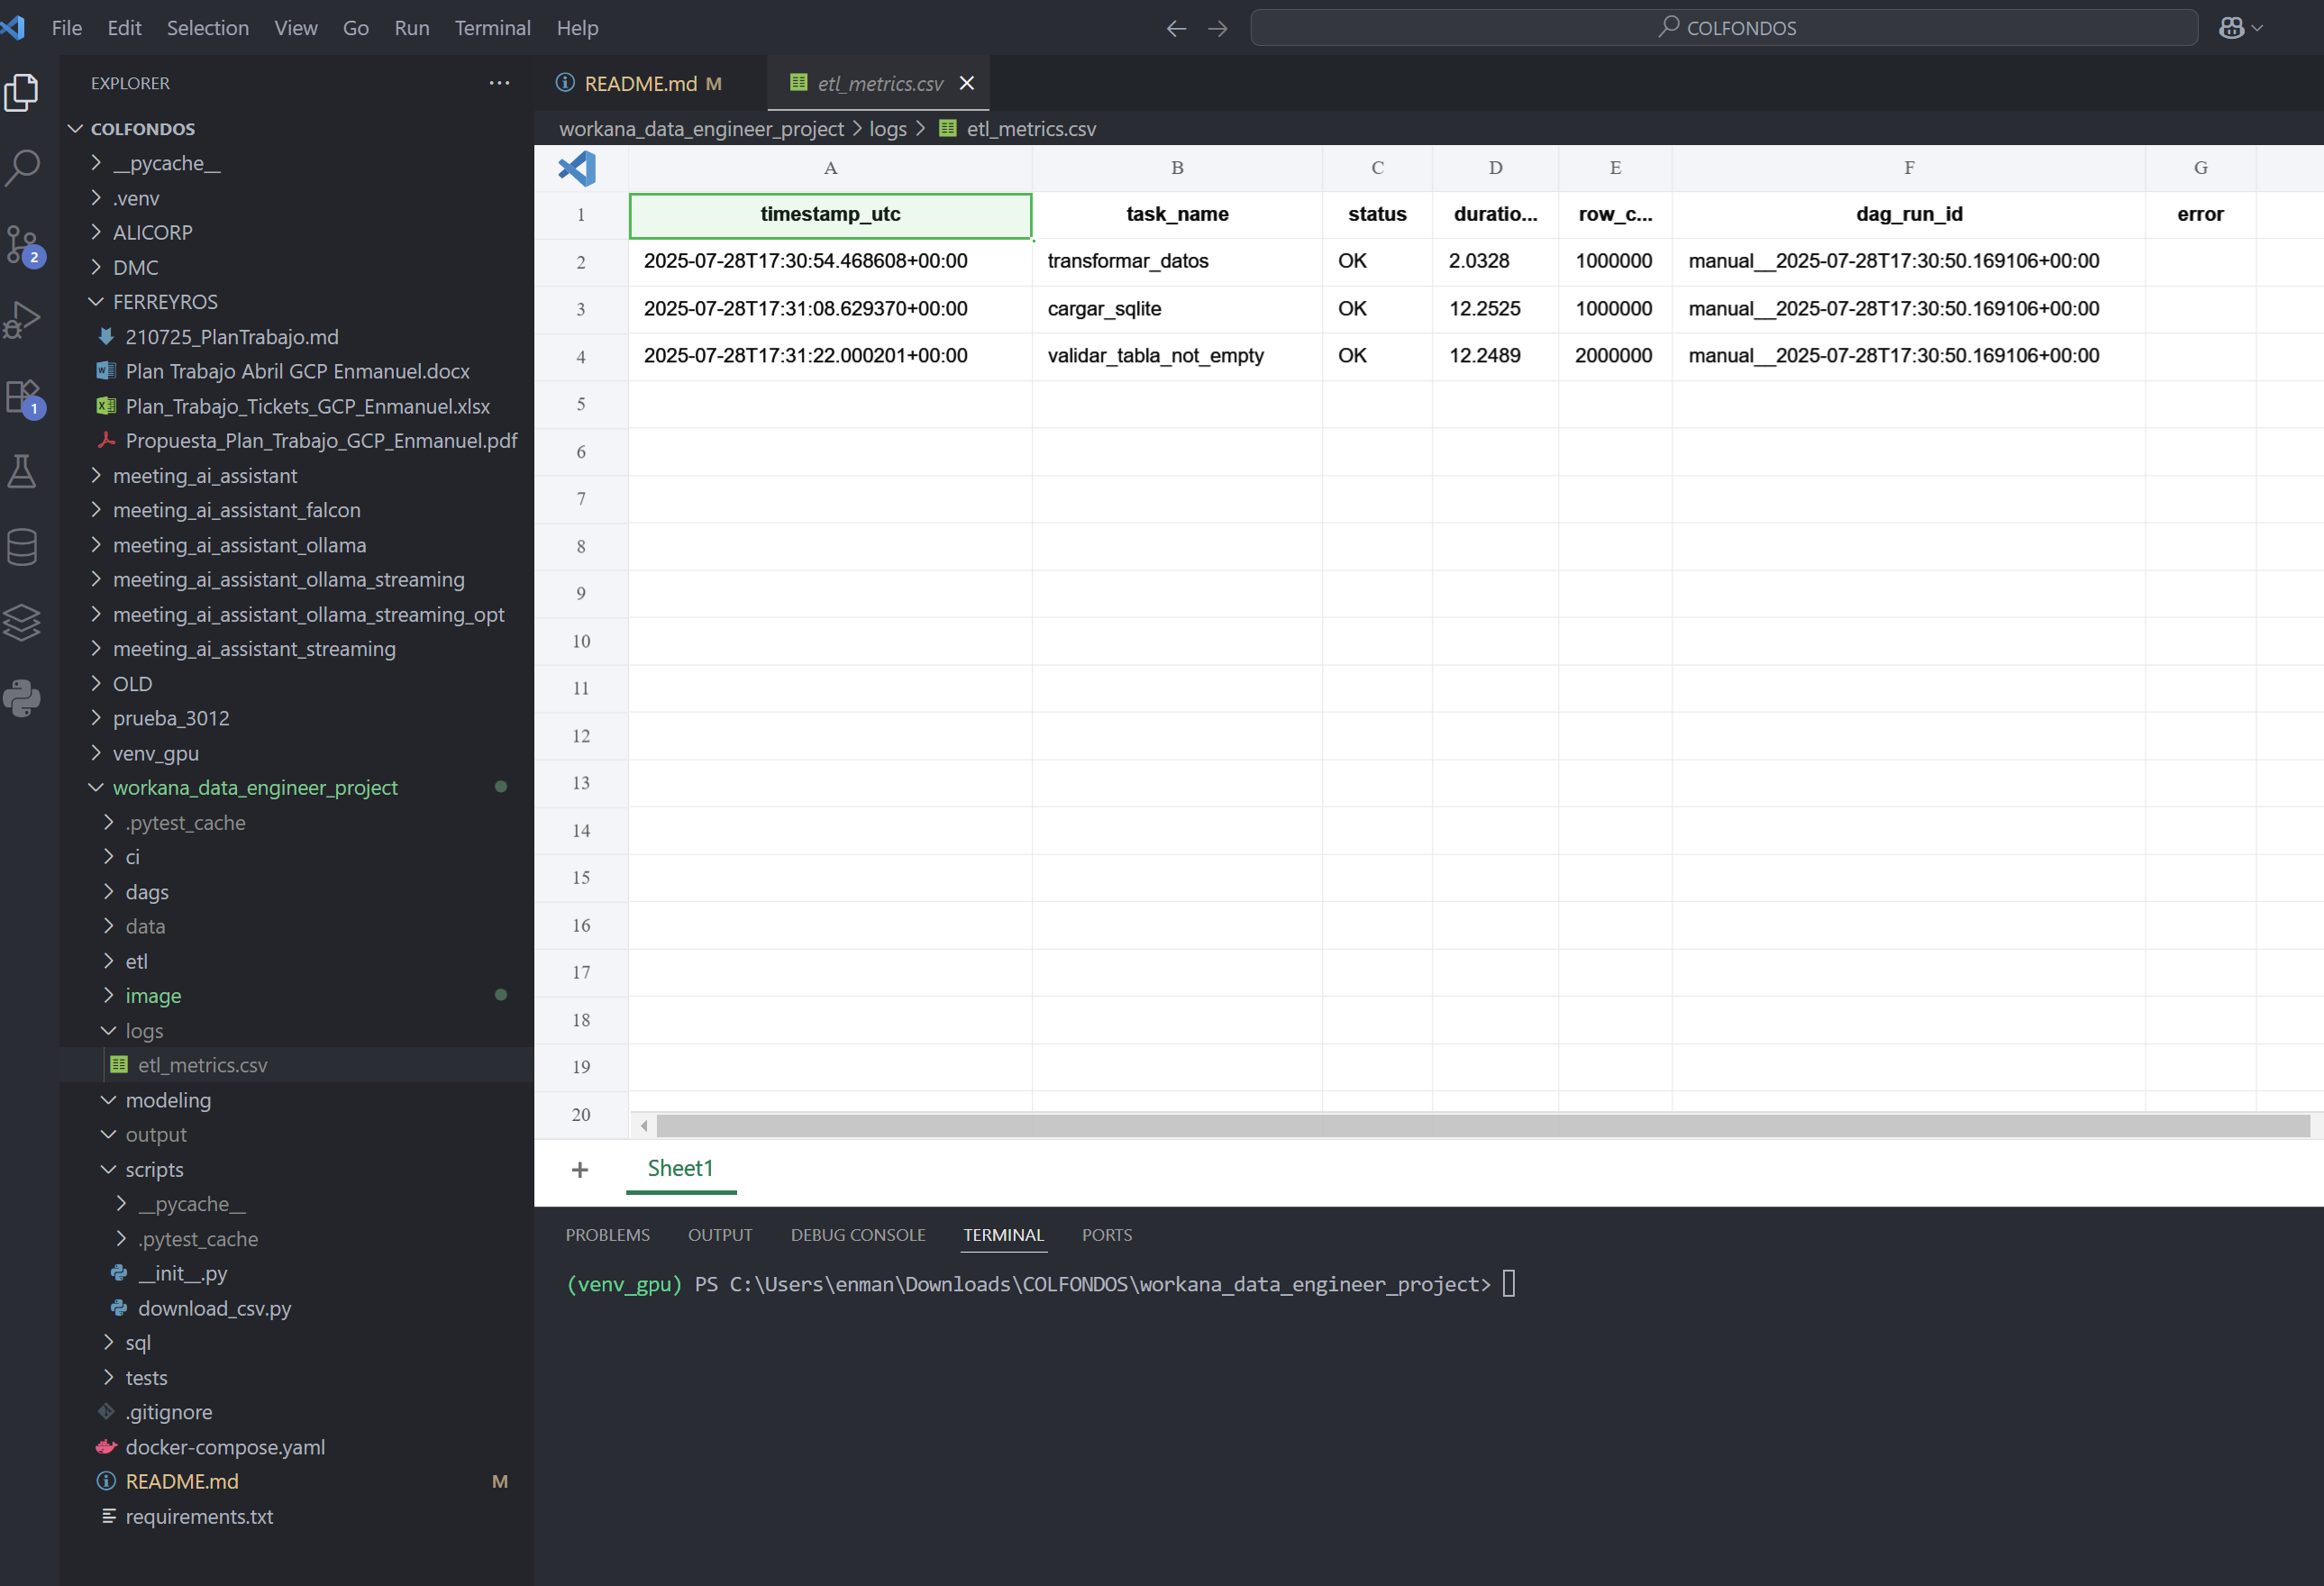 File Edit Selection View Go Run Terminal Help
COLFONDOS
EXPLORER
COLFONDOS
__pycache__
.venv
ALICORP
DMC
FERREYROS
210725_PlanTrabajo.md
Plan Trabajo Abril GCP Enmanuel.docx
Plan_Trabajo_Tickets_GCP_Enmanuel.xlsx
Propuesta_Plan_Trabajo_GCP_Enmanuel.pdf
meeting_ai_assistant
meeting_ai_assistant_falcon
meeting_ai_assistant_ollama
meeting_ai_assistant_ollama_streaming
meeting_ai_assistant_ollama_streaming_opt
meeting_ai_assistant_streaming
OLD
prueba_3012
venv_gpu
workana_data_engineer_project
.pytest_cache
ci
dags
data
etl
image
logs
etl_metrics.csv
modeling
output
scripts
__pycache__
.pytest_cache
__init__.py
download_csv.py
sql
tests
.gitignore
docker-compose.yaml
README.md M
requirements.txt
2
1
README.md M etl_metrics.csv
workana_data_engineer_project > logs > etl_metrics.csv
A B C D E F G
1 timestamp_utc task_name status duratio... row_c... dag_run_id error
2 2025-07-28T17:30:54.468608+00:00 transformar_datos OK 2.0328 1000000 manual__2025-07-28T17:30:50.169106+00:00
3 2025-07-28T17:31:08.629370+00:00 cargar_sqlite OK 12.2525 1000000 manual__2025-07-28T17:30:50.169106+00:00
4 2025-07-28T17:31:22.000201+00:00 validar_tabla_not_empty OK 12.2489 2000000 manual__2025-07-28T17:30:50.169106+00:00
5
6
7
8
9
10
11
12
13
14
15
16
17
18
19
20
+ Sheet1
PROBLEMS OUTPUT DEBUG CONSOLE TERMINAL PORTS
(venv_gpu) PS C:\Users\enman\Downloads\COLFONDOS\workana_data_engineer_project>